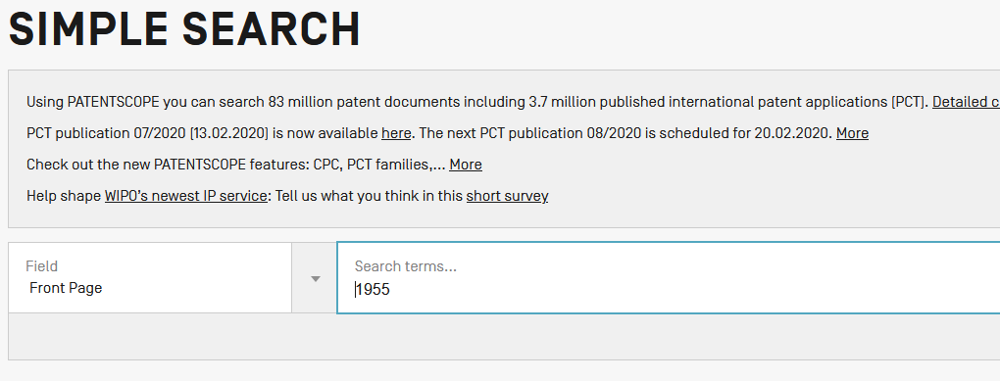 SIMPLE SEARCH
Using PATENTSCOPE you can search 83 million patent documents including 3.7 million published international patent applications (PCT). Detailed c
PCT publication 07/2020 (13.02.2020) is now available here. The next PCT publication 08/2020 is scheduled for 20.02.2020. More
Check out the new PATENTSCOPE features: CPC, PCT families,... More
Help shape WIPO's newest IP service: Tell us what you think in this short survey
Field
Front Page
Search terms...
1955